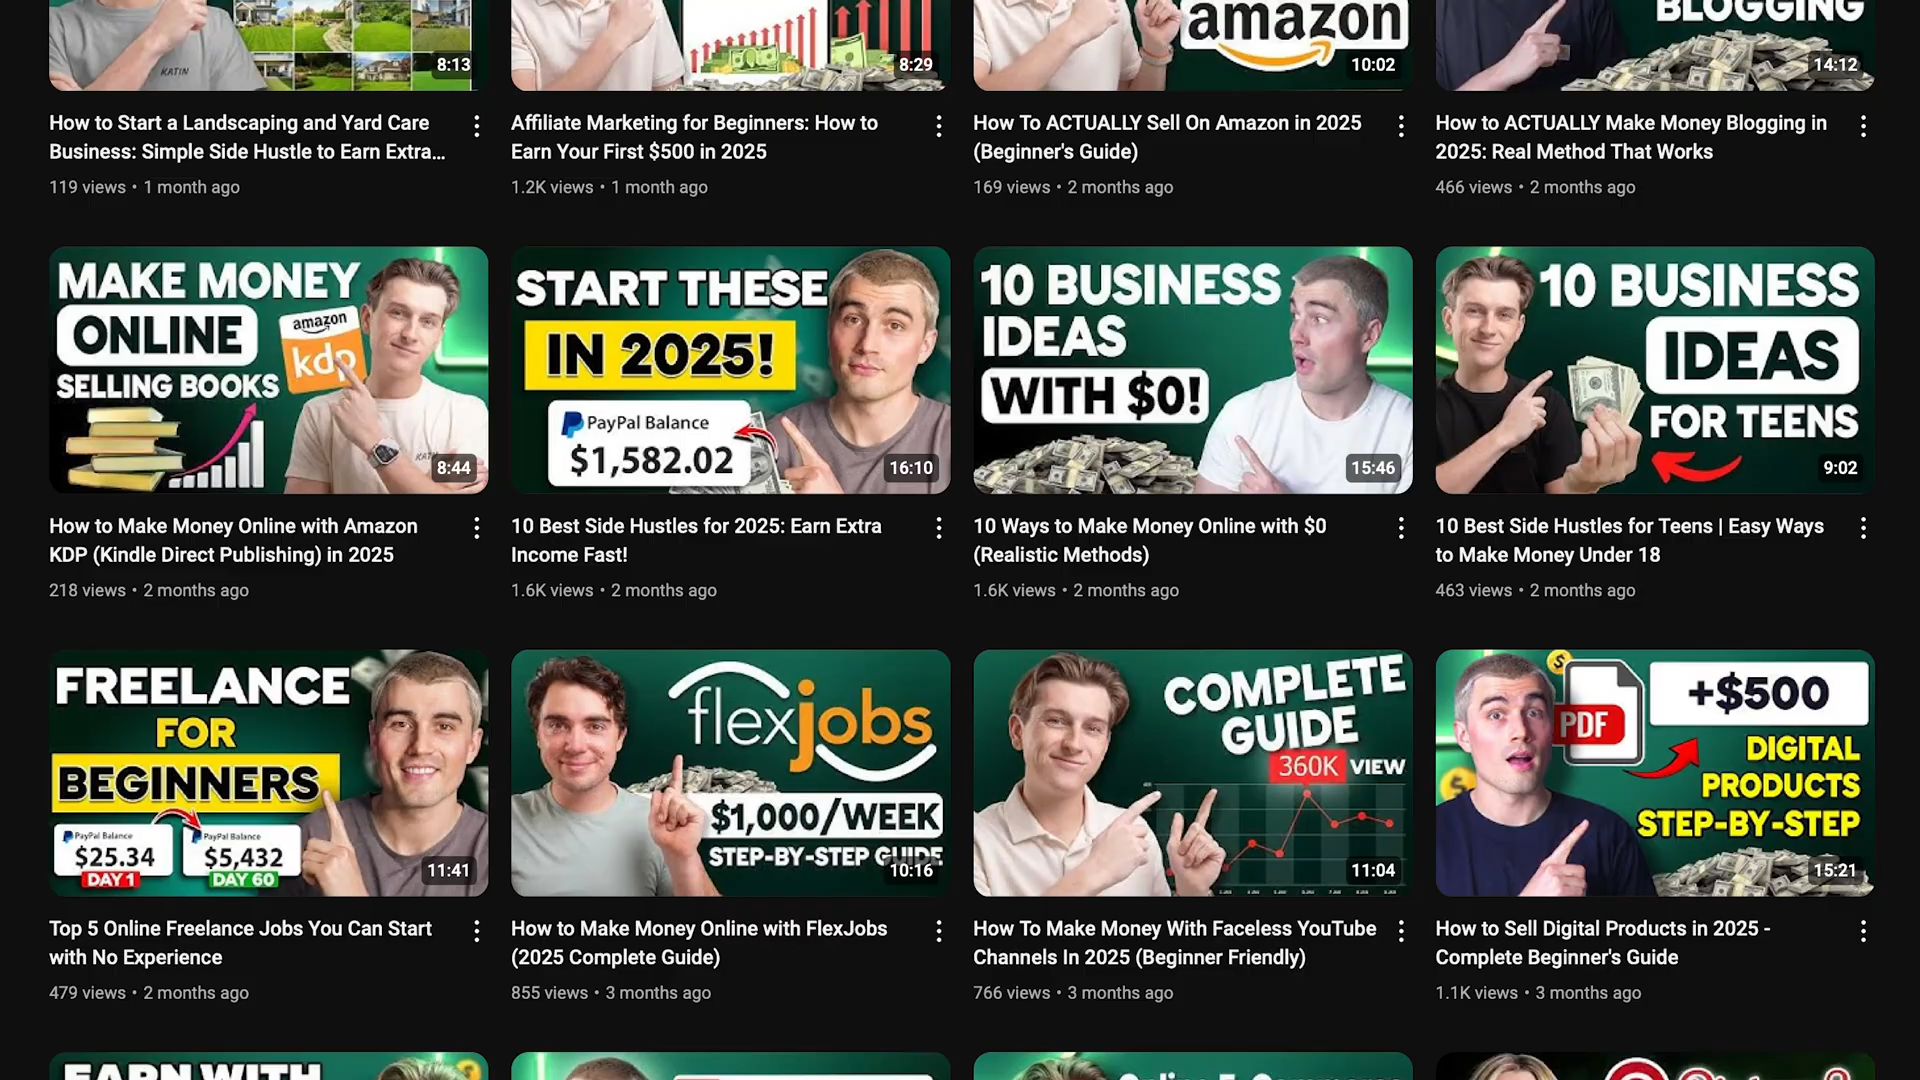 KATIN
8:13
8:29
amazon
10:02
BLOGGING
14:12
How to Start a Landscaping and Yard Care
Business: Simple Side Hustle to Earn Extra...
119 views • 1 month ago
Affiliate Marketing for Beginners: How to
Earn Your First $500 in 2025
1.2K views • 1 month ago
How To ACTUALLY Sell On Amazon in 2025
(Beginner's Guide)
169 views • 2 months ago
How to ACTUALLY Make Money Blogging in
2025: Real Method That Works
466 views • 2 months ago
MAKE MONEY
ONLINE
SELLING BOOKS
amazon
kdp
8:44
START THESE
IN 2025!
PayPal Balance
$1,582.02
16:10
10 BUSINESS
IDEAS
WITH $0!
15:46
10 BUSINESS
IDEAS
FOR TEENS
9:02
How to Make Money Online with Amazon
KDP (Kindle Direct Publishing) in 2025
218 views • 2 months ago
10 Best Side Hustles for 2025: Earn Extra
Income Fast!
1.6K views • 2 months ago
10 Ways to Make Money Online with $0
(Realistic Methods)
1.6K views • 2 months ago
10 Best Side Hustles for Teens | Easy Ways
to Make Money Under 18
463 views • 2 months ago
FREELANCE
FOR
BEGINNERS
PayPal Balance
$25.34
DAY 1
PayPal Balance
$5,432
DAY 60
11:41
flexjobs
$1,000/WEEK
STEP-BY-STEP GUIDE
10:16
COMPLETE
GUIDE
360K VIEW
11:04
PDF
+$500
DIGITAL
PRODUCTS
STEP-BY-STEP
15:21
Top 5 Online Freelance Jobs You Can Start
with No Experience
479 views • 2 months ago
How to Make Money Online with FlexJobs
(2025 Complete Guide)
855 views • 3 months ago
How To Make Money With Faceless YouTube
Channels In 2025 (Beginner Friendly)
766 views • 3 months ago
How to Sell Digital Products in 2025 -
Complete Beginner's Guide
1.1K views • 3 months ago
EARN WITH